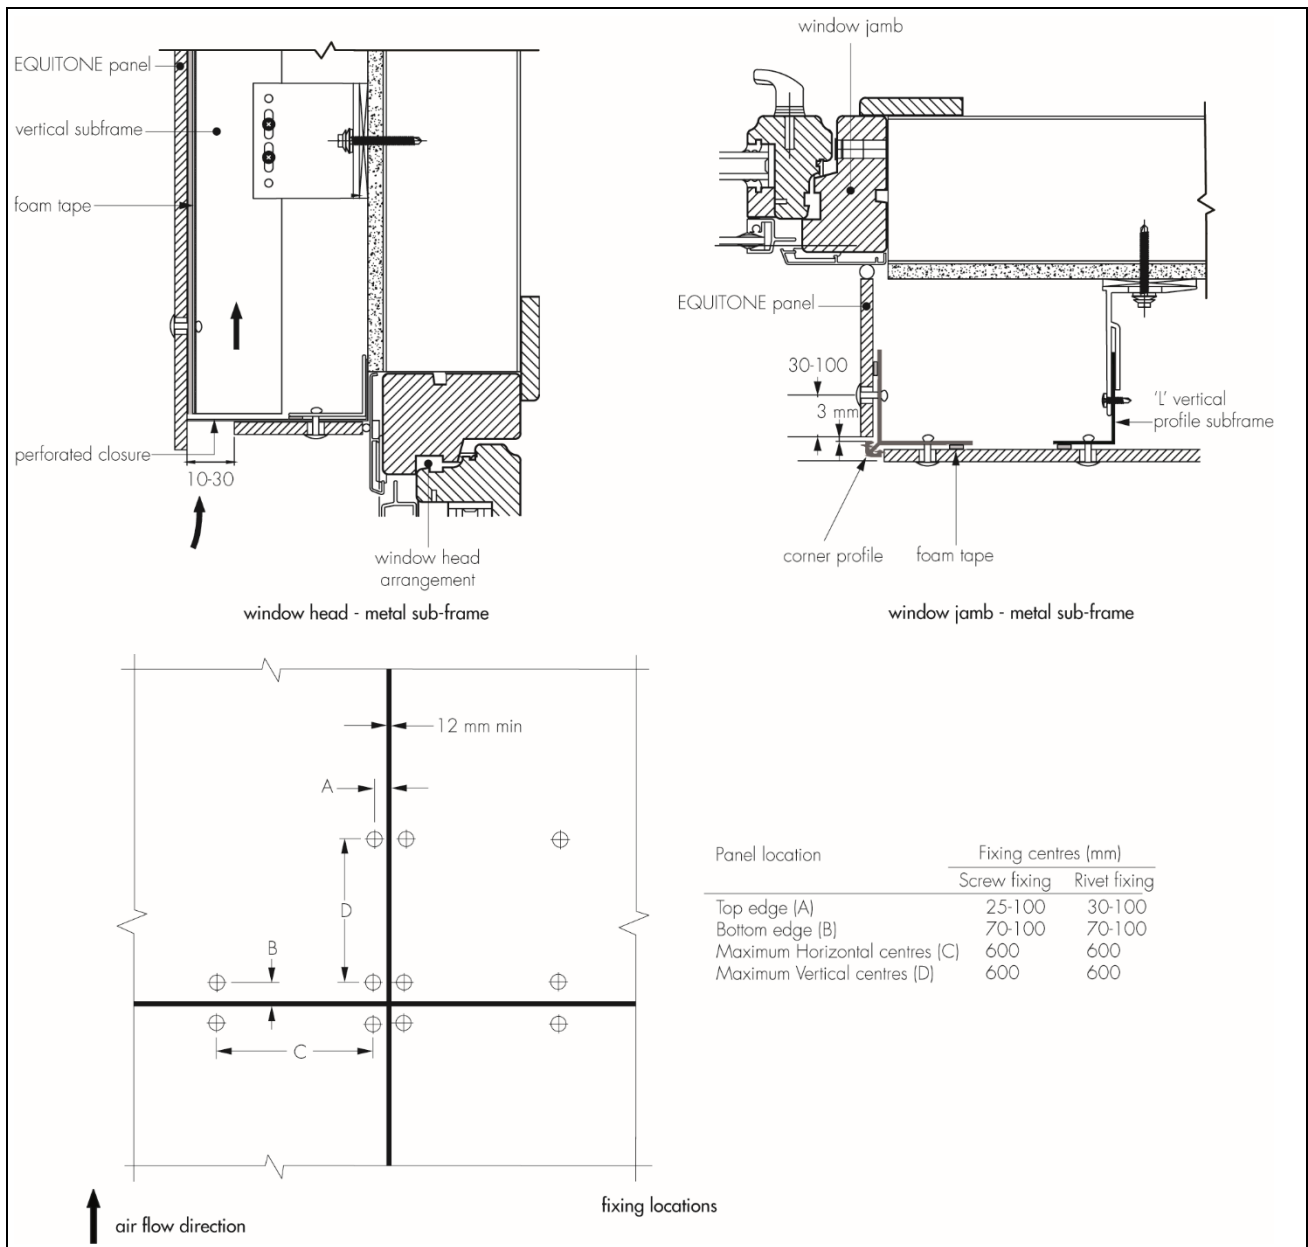 EQUITONE panel
vertical subframe
foam tape
perforated closure
10-30
window head
arrangement
window head - metal sub-frame
window jamb
EQUITONE panel
30-100
3 mm
'L' vertical
profile subframe
corner profile
foam tape
window jamb - metal sub-frame
12 mm min
A
D
B
C
Panel location
Fixing centres (mm)
Screw fixing Rivet fixing
Top edge (A) 25-100 30-100
Bottom edge (B) 70-100 70-100
Maximum Horizontal centres (C) 600 600
Maximum Vertical centres (D) 600 600
fixing locations
air flow direction